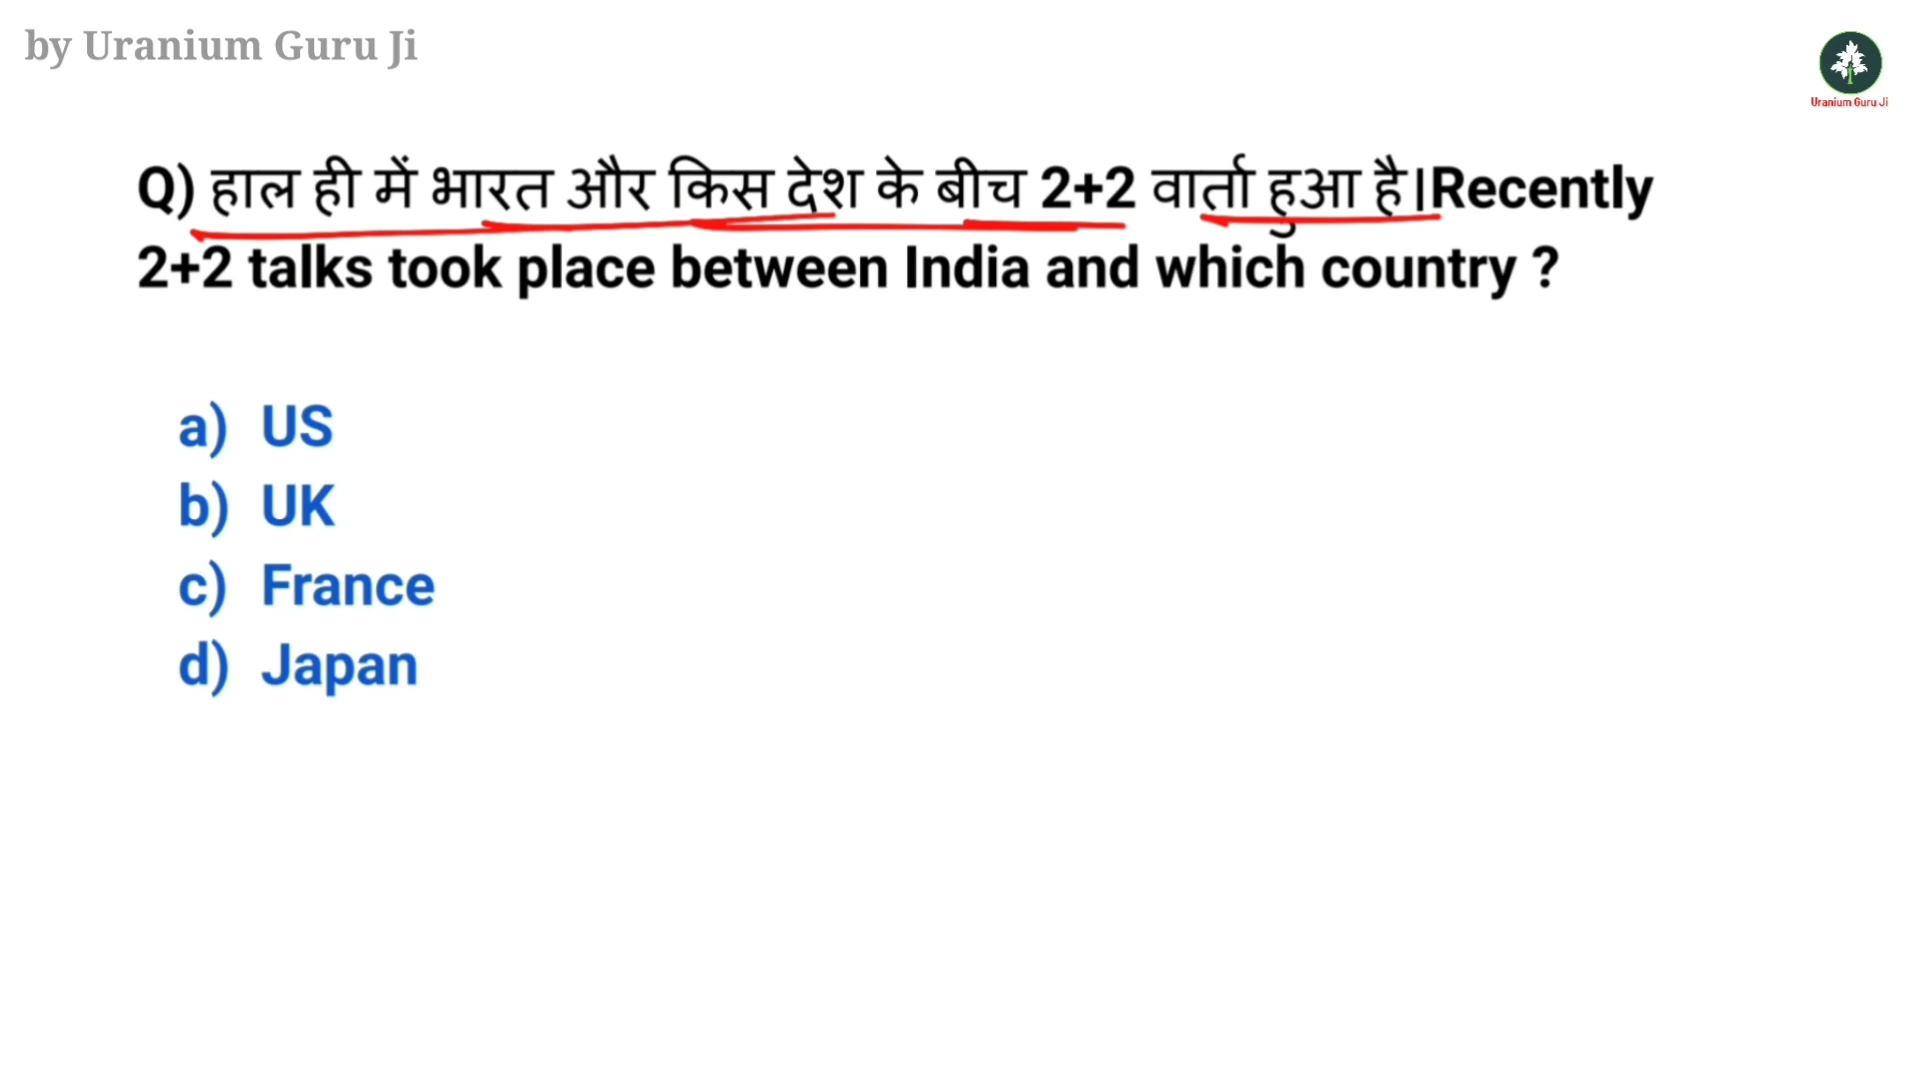 by Uranium Guru Ji
Uranium Guru Ji
Q) हाल ही में भारत और किस देश के बीच 2+2 वार्ता हुआ है।Recently
2+2 talks took place between India and which country ?
a) US
b) UK
c) France
d) Japan